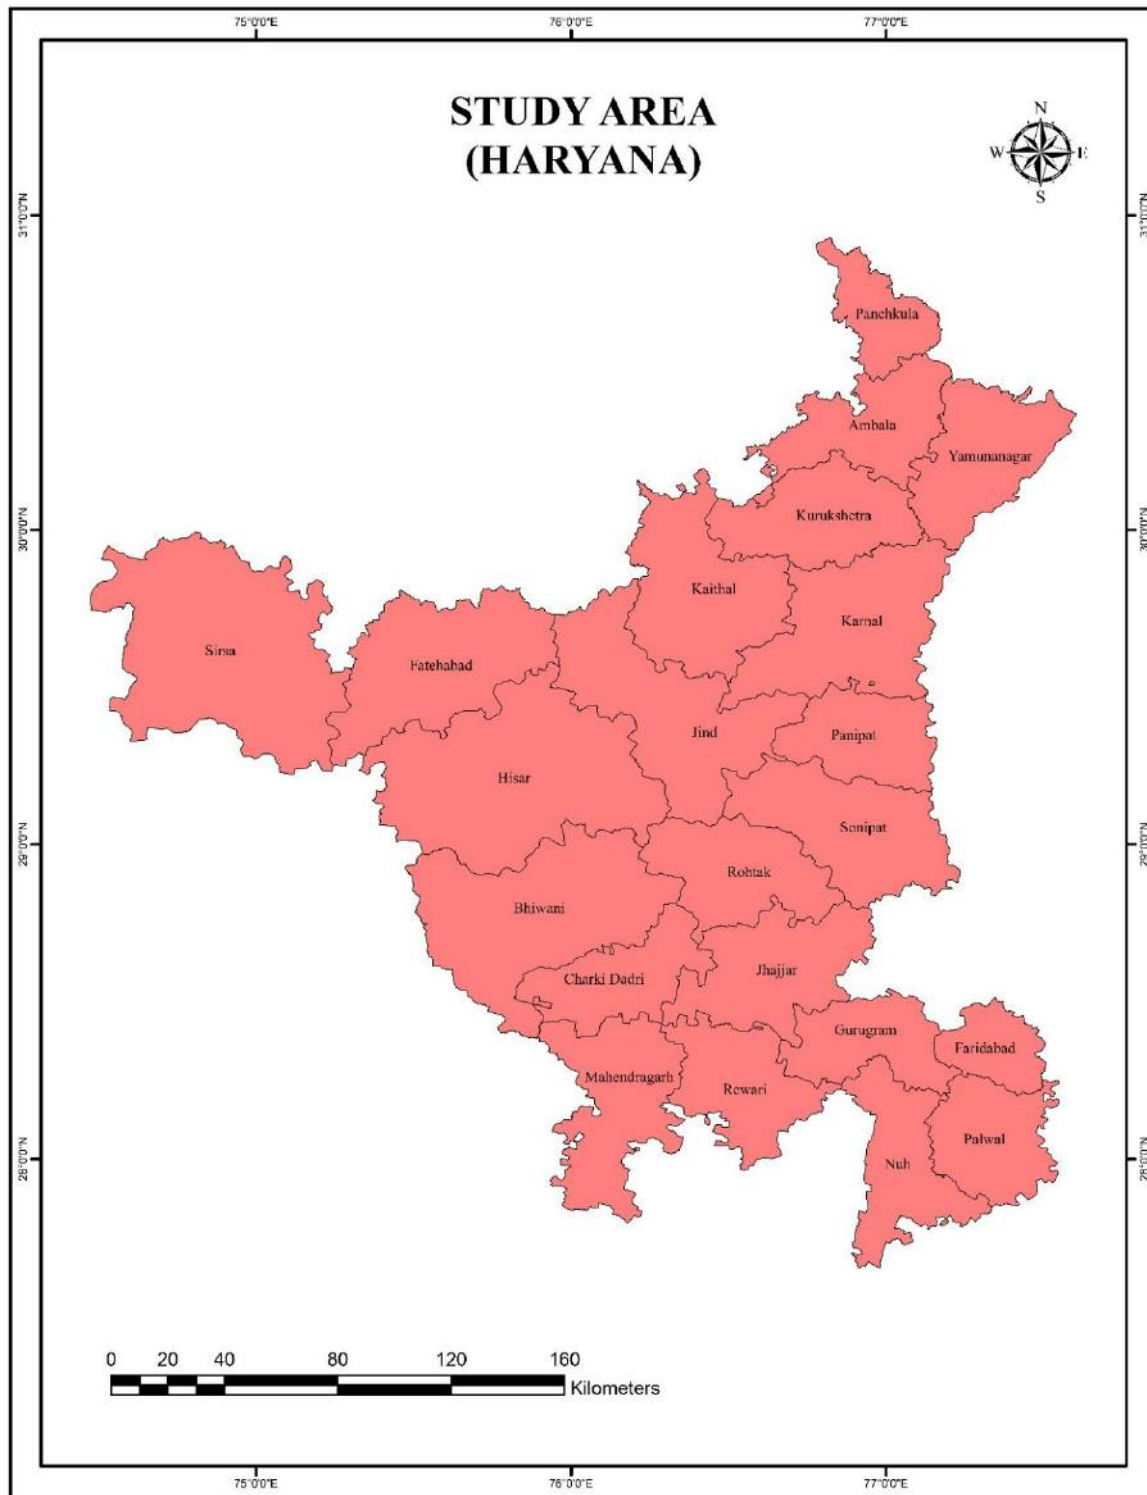 75°0'0"E 76°0'0"E 77°0'0"E
STUDY AREA
(HARYANA)
N
W E
S
31°0'0"N 31°0'0"N
Panchkula
Ambala
Yamunanagar
Kurukshetra
30°0'0"N 30°0'0"N
Kaithal
Karnal
Sirsa
Fatehabad
Jind
Panipat
Hisar
Sonipat
29°0'0"N 29°0'0"N
Rohtak
Bhiwani
Jhajjar
Charki Dadri
Gurugram
Faridabad
Mahendragarh
Rewari
Palwal
28°0'0"N 28°0'0"N
Nuh
0 20 40 80 120 160
Kilometers
75°0'0"E 76°0'0"E 77°0'0"E